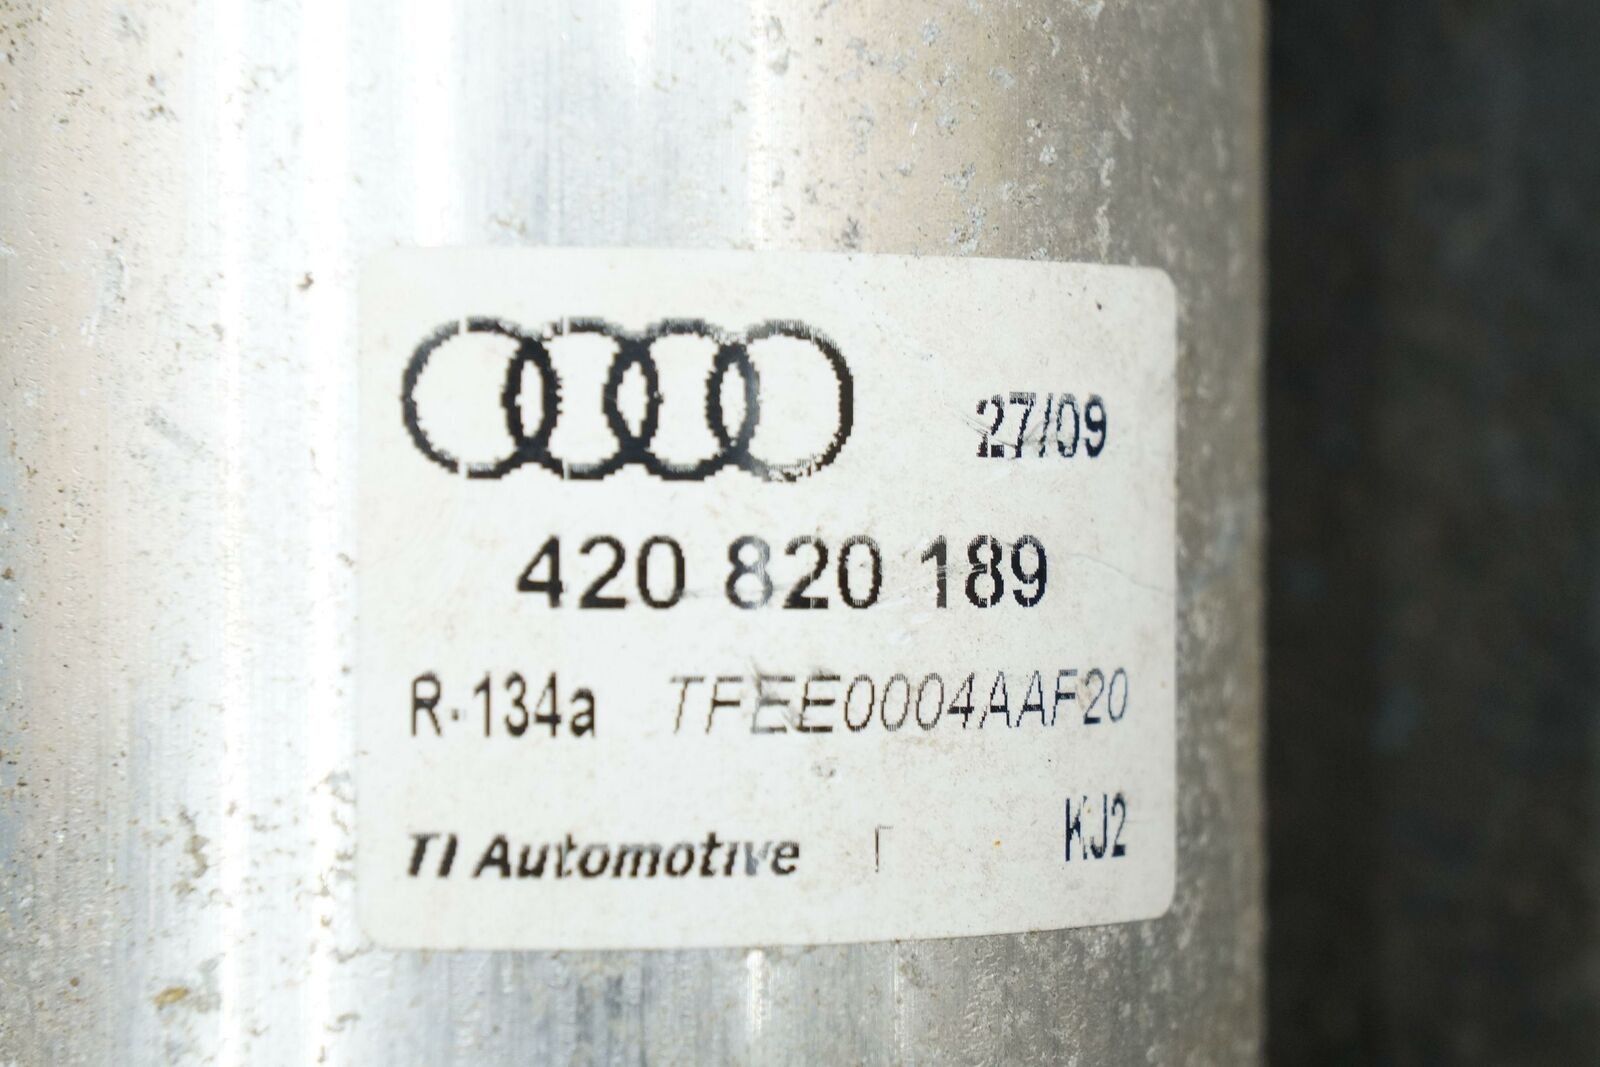 27/09
420 820 189
R-134a TFEE0004AAF20
TI Automotive KJ2